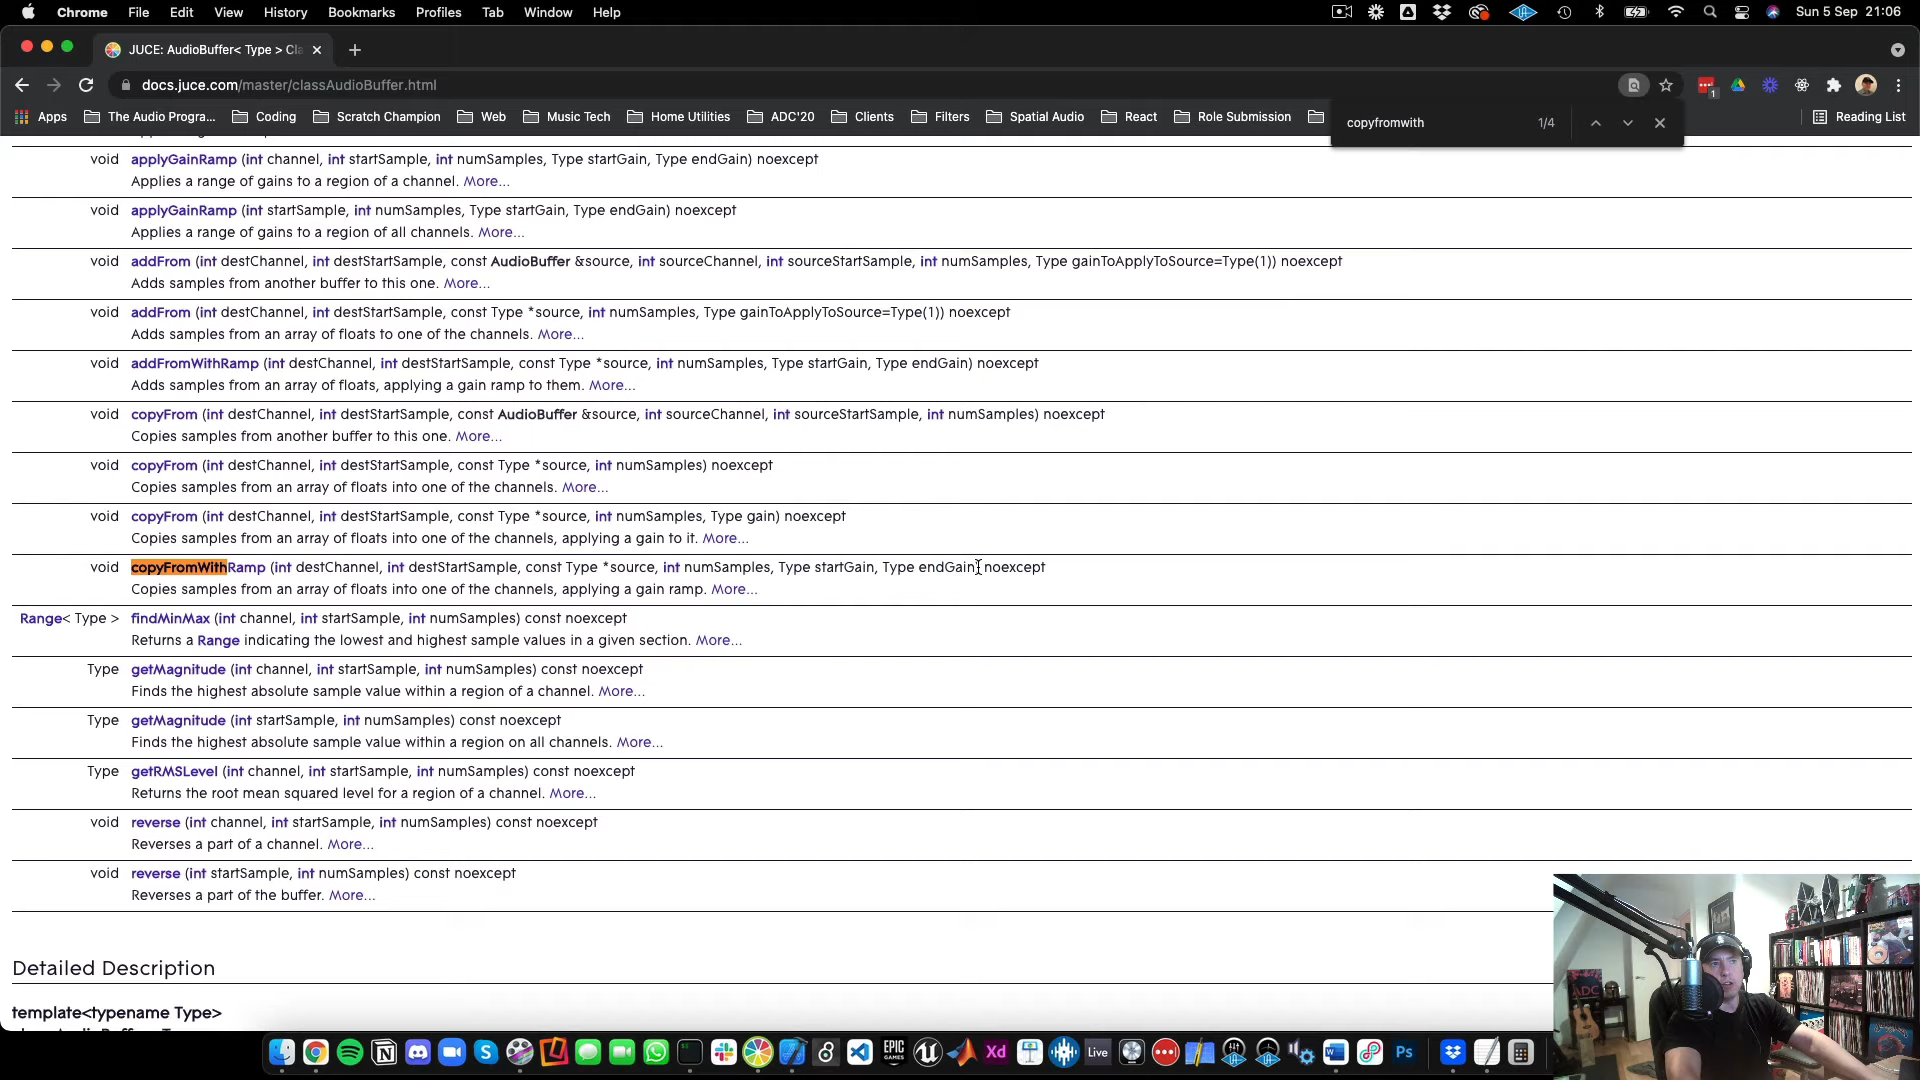 Chrome File Edit View History Bookmarks Profiles Tab Window Help Sun 5 Sep 21:06
JUCE: AudioBuffer< Type > Cla
docs.juce.com/master/classAudioBuffer.html
Apps The Audio Progra... Coding Scratch Champion Web Music Tech Home Utilities ADC'20 Clients Filters Spatial Audio React Role Submission Reading List
copyfromwith 1/4
void applyGainRamp (int channel, int startSample, int numSamples, Type startGain, Type endGain) noexcept
Applies a range of gains to a region of a channel. More...
void applyGainRamp (int startSample, int numSamples, Type startGain, Type endGain) noexcept
Applies a range of gains to a region of all channels. More...
void addFrom (int destChannel, int destStartSample, const AudioBuffer &source, int sourceChannel, int sourceStartSample, int numSamples, Type gainToApplyToSource=Type(1)) noexcept
Adds samples from another buffer to this one. More...
void addFrom (int destChannel, int destStartSample, const Type *source, int numSamples, Type gainToApplyToSource=Type(1)) noexcept
Adds samples from an array of floats to one of the channels. More...
void addFromWithRamp (int destChannel, int destStartSample, const Type *source, int numSamples, Type startGain, Type endGain) noexcept
Adds samples from an array of floats, applying a gain ramp to them. More...
void copyFrom (int destChannel, int destStartSample, const AudioBuffer &source, int sourceChannel, int sourceStartSample, int numSamples) noexcept
Copies samples from another buffer to this one. More...
void copyFrom (int destChannel, int destStartSample, const Type *source, int numSamples) noexcept
Copies samples from an array of floats into one of the channels. More...
void copyFrom (int destChannel, int destStartSample, const Type *source, int numSamples, Type gain) noexcept
Copies samples from an array of floats into one of the channels, applying a gain to it. More...
void copyFromWithRamp (int destChannel, int destStartSample, const Type *source, int numSamples, Type startGain, Type endGain) noexcept
Copies samples from an array of floats into one of the channels, applying a gain ramp. More...
Range< Type > findMinMax (int channel, int startSample, int numSamples) const noexcept
Returns a Range indicating the lowest and highest sample values in a given section. More...
Type getMagnitude (int channel, int startSample, int numSamples) const noexcept
Finds the highest absolute sample value within a region of a channel. More...
Type getMagnitude (int startSample, int numSamples) const noexcept
Finds the highest absolute sample value within a region on all channels. More...
Type getRMSLevel (int channel, int startSample, int numSamples) const noexcept
Returns the root mean squared level for a region of a channel. More...
void reverse (int channel, int startSample, int numSamples) const noexcept
Reverses a part of a channel. More...
void reverse (int startSample, int numSamples) const noexcept
Reverses a part of the buffer. More...
Detailed Description
template<typename Type>
EPIC GAMES Xd Live Ps
ADC